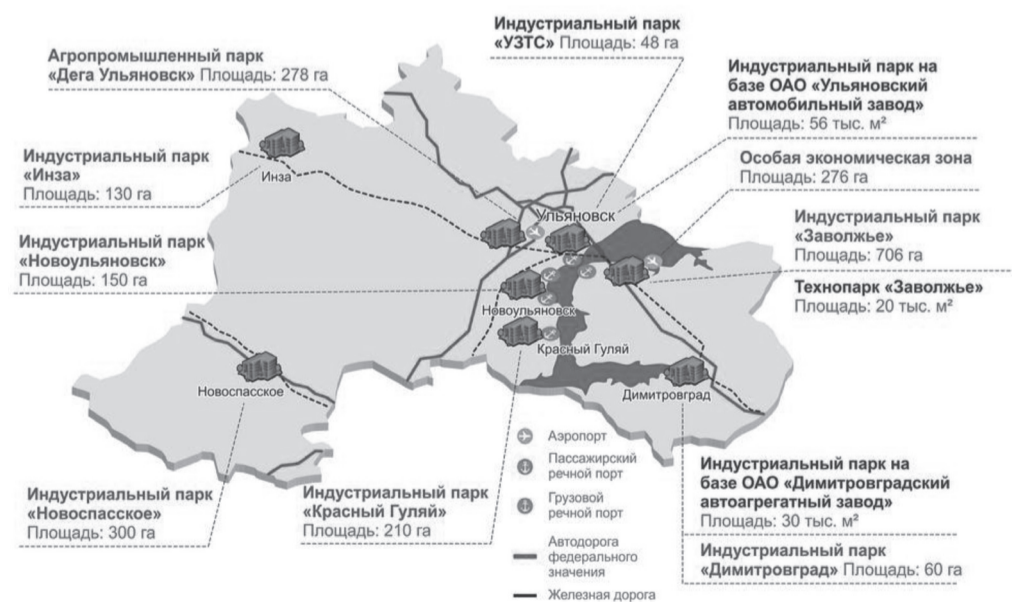 Индустриальный парк
«УЗТС» Площадь: 48 га
Агропромышленный парк
«Дега Ульяновск» Площадь: 278 га
Индустриальный парк на
базе ОАО «Ульяновский
автомобильный завод»
Площадь: 56 тыс. м²
Индустриальный парк
«Инза»
Площадь: 130 га
Особая экономическая зона
Площадь: 276 га
Индустриальный парк
«Заволжье»
Площадь: 706 га
Технопарк «Заволжье»
Площадь: 20 тыс. м²
Индустриальный парк
«Новоульяновск»
Площадь: 150 га
Инза
Ульяновск
Новоульяновск
Красный Гуляй
Новоспасское
Димитровград
Индустриальный парк
«Новоспасское»
Площадь: 300 га
Индустриальный парк
«Красный Гуляй»
Площадь: 210 га
Аэропорт
Пассажирский
речной порт
Грузовой
речной порт
Автодорога
федерального
значения
Железная дорога
Индустриальный парк на
базе ОАО «Димитровградский
автоагрегатный завод»
Площадь: 30 тыс. м²
Индустриальный парк
«Димитровград» Площадь: 60 га